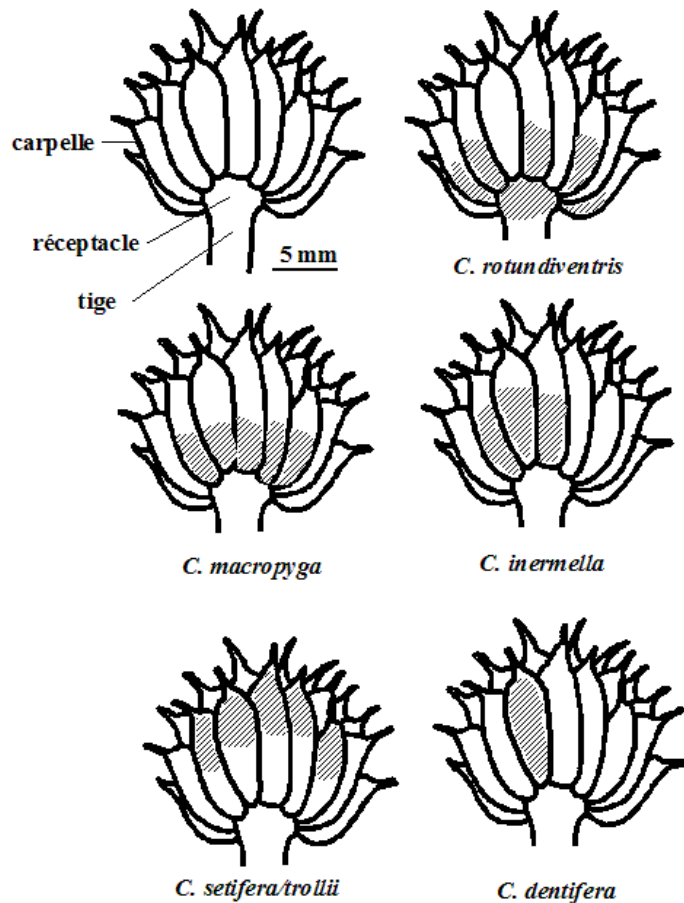 carpelle
réceptacle
5 mm
tige
C. rotundiventris
C. macropyga
C. inermella
C. setifera/trollii
C. dentifera